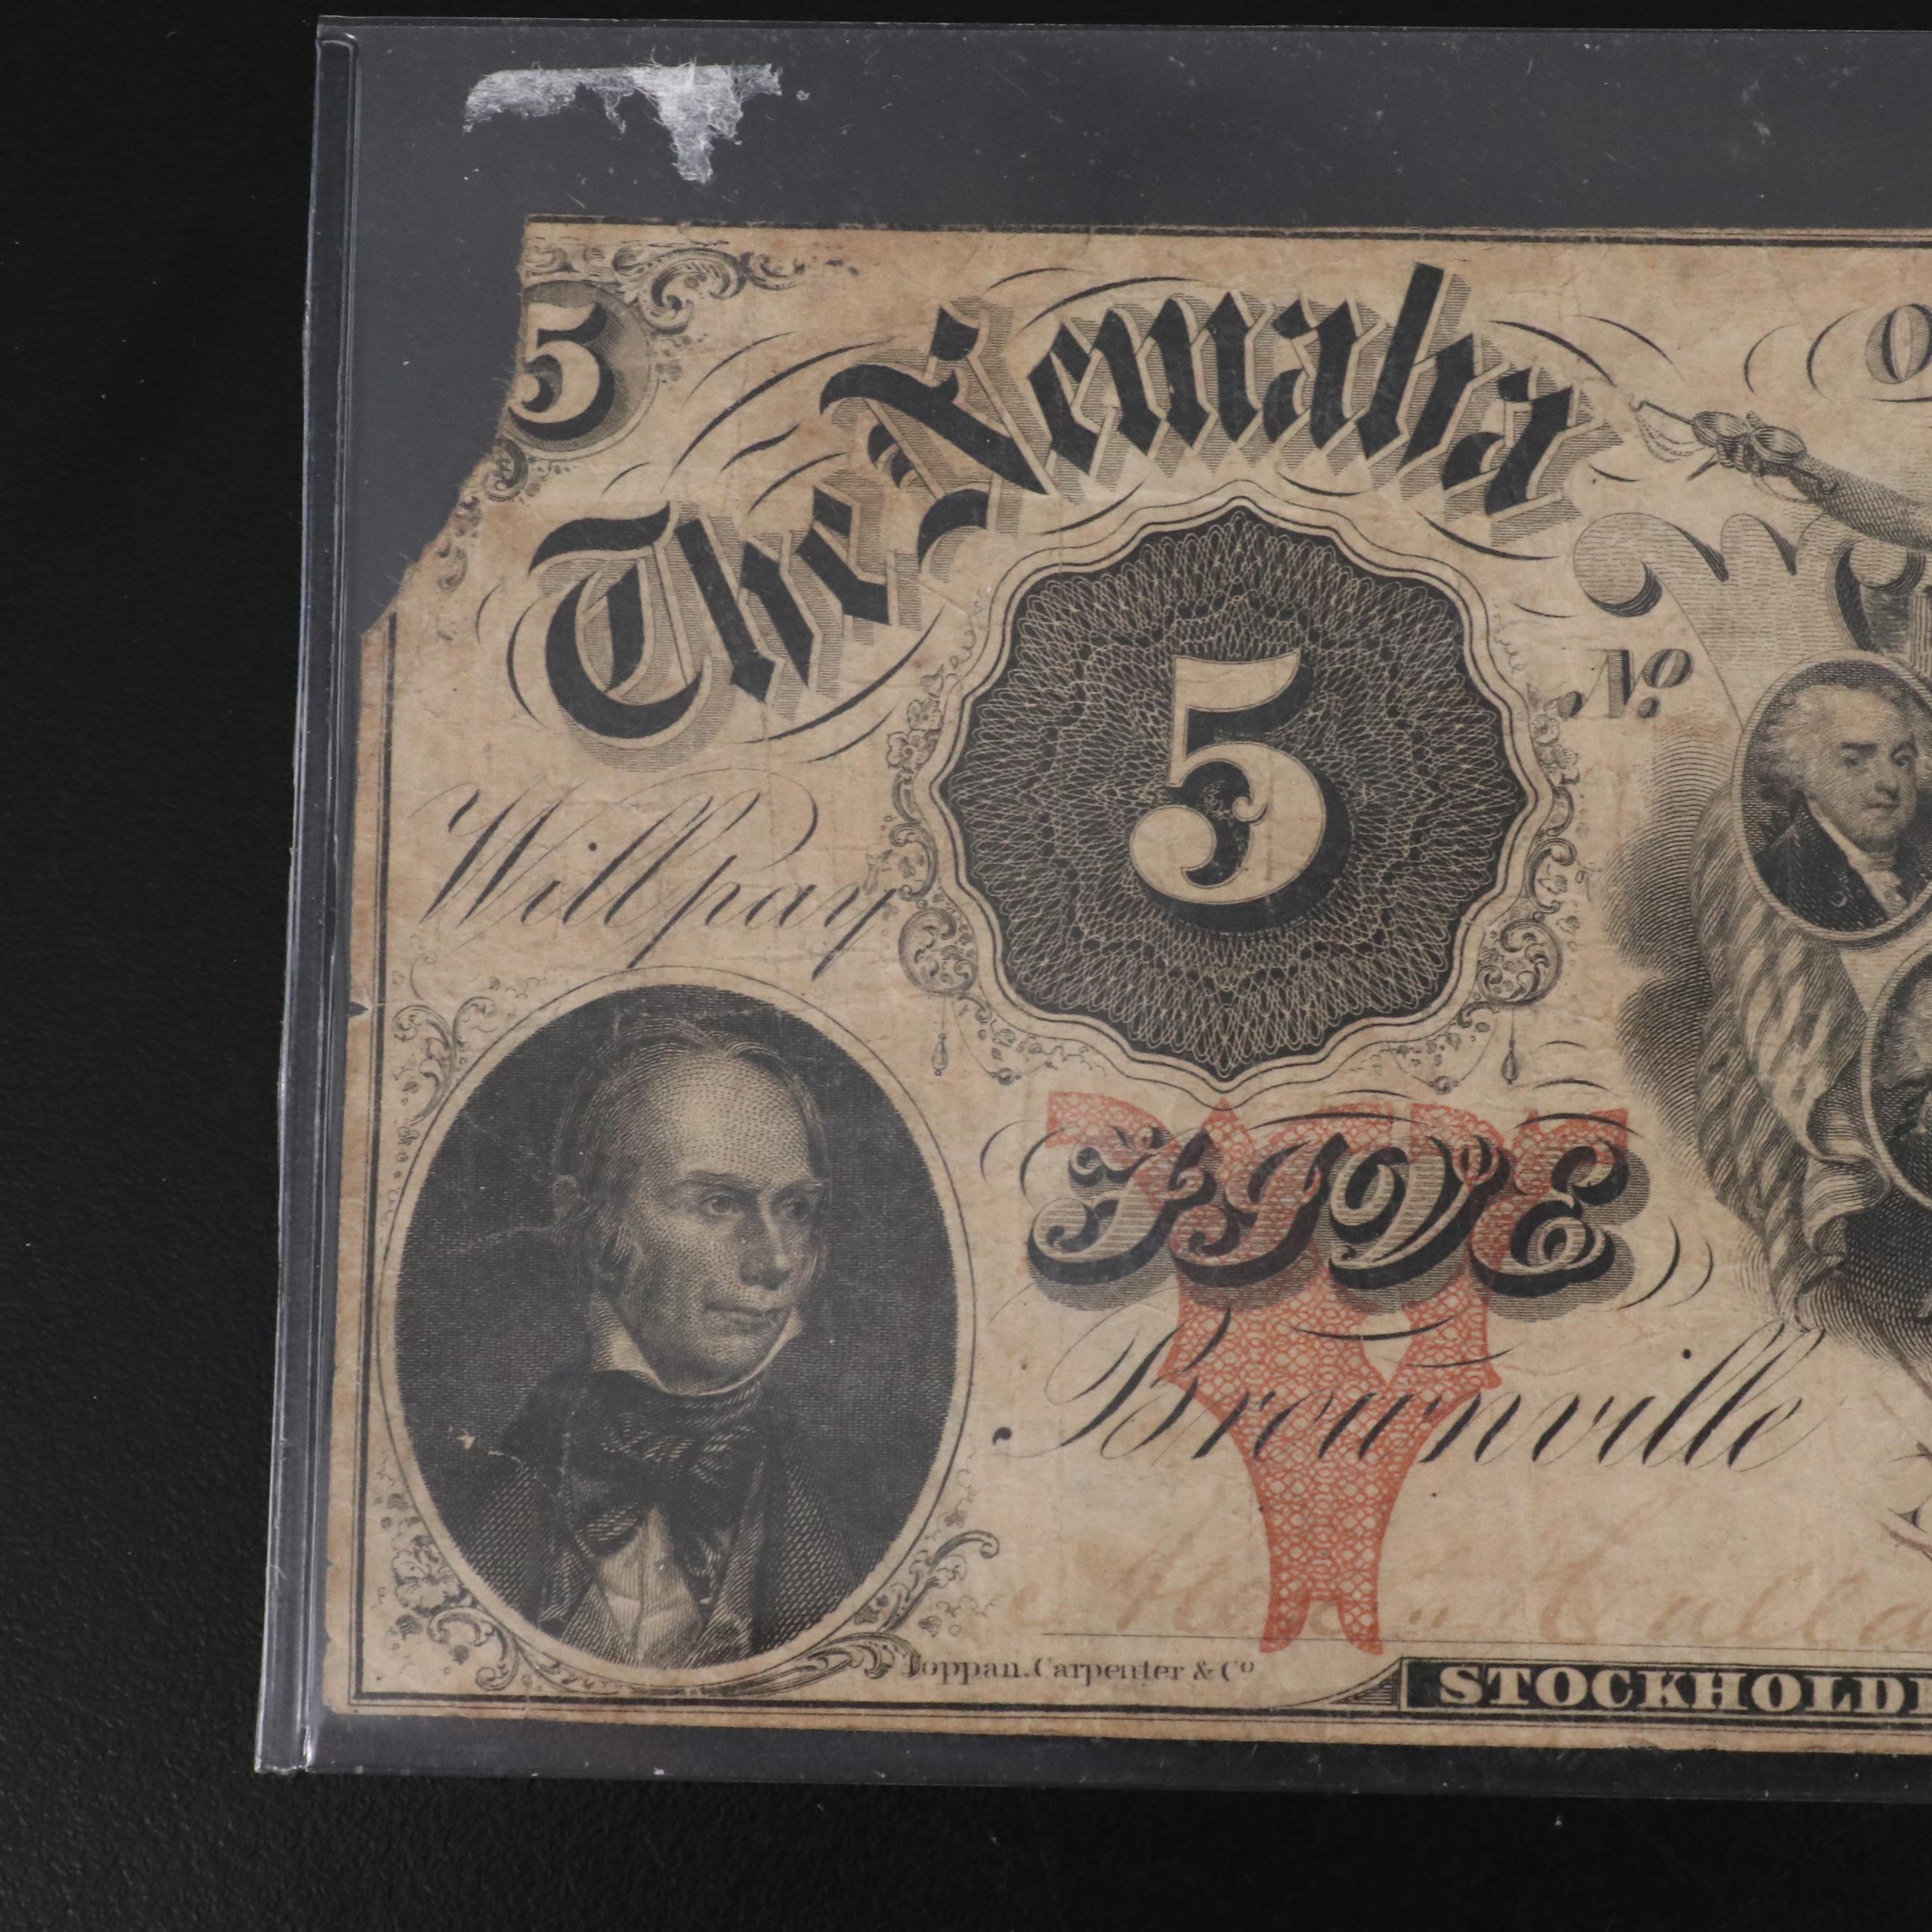 5
The Nemaha
5
No.
Will pay
FIVE
Brownville
Toppan, Carpenter & Co
STOCKHOLD